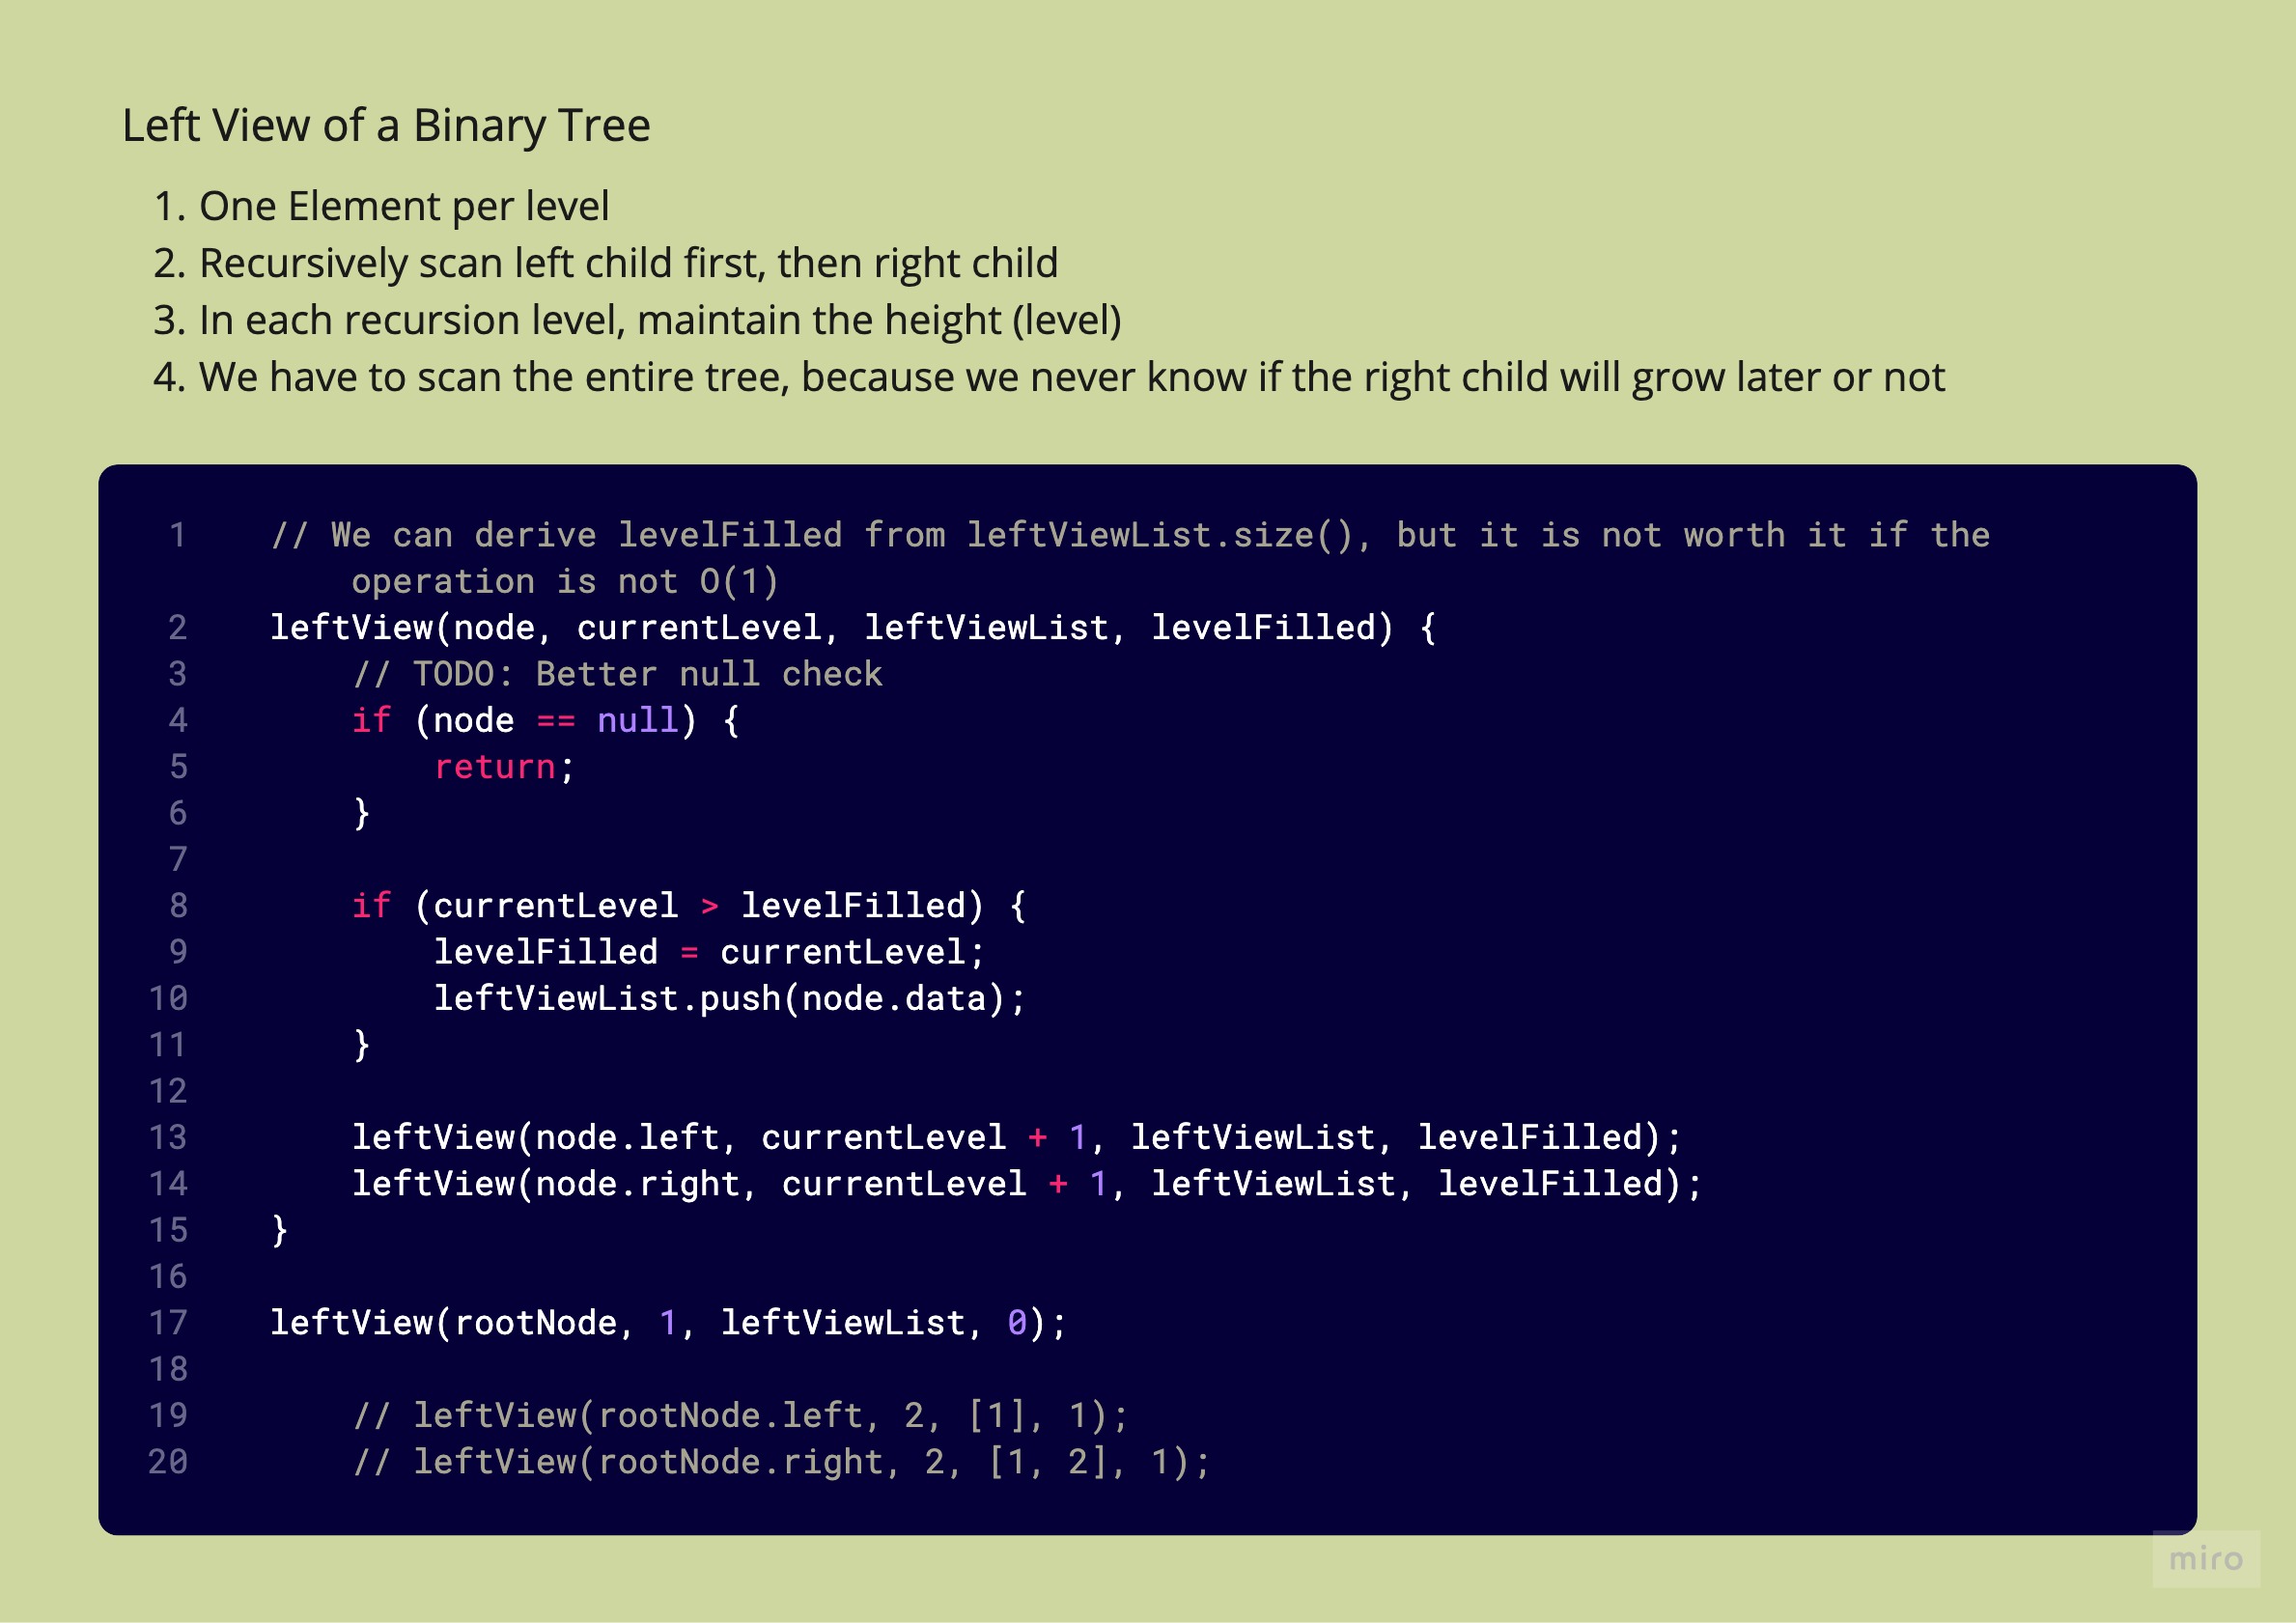 Left View of a Binary Tree
1. One Element per level
2. Recursively scan left child first, then right child
3. In each recursion level, maintain the height (level)
4. We have to scan the entire tree, because we never know if the right child will grow later or not
1 // We can derive levelFilled from leftViewList.size(), but it is not worth it if the
operation is not O(1)
2 leftView(node, currentLevel, leftViewList, levelFilled) {
3 // TODO: Better null check
4 if (node == null) {
5 return;
6 }
7
8 if (currentLevel > levelFilled) {
9 levelFilled = currentLevel;
10 leftViewList.push(node.data);
11 }
12
13 leftView(node.left, currentLevel + 1, leftViewList, levelFilled);
14 leftView(node.right, currentLevel + 1, leftViewList, levelFilled);
15 }
16
17 leftView(rootNode, 1, leftViewList, 0);
18
19 // leftView(rootNode.left, 2, [1], 1);
20 // leftView(rootNode.right, 2, [1, 2], 1);
miro